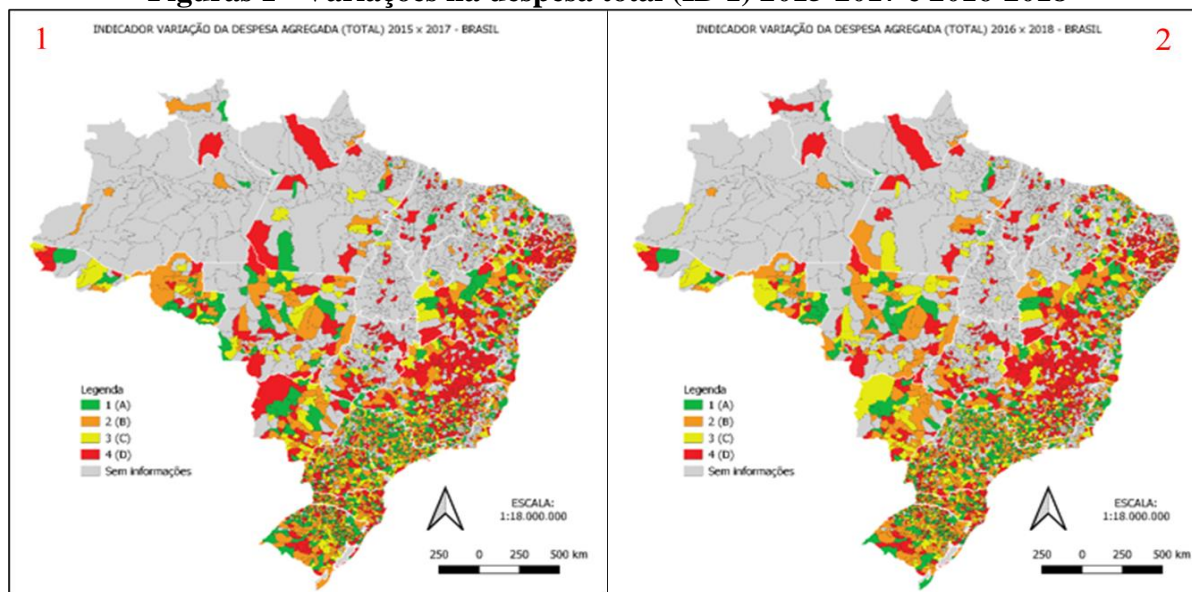 Figuras 1 – Variações na despesa total (ID-1) 2015-2017 e 2016-2018
1
INDICADOR VARIAÇÃO DA DESPESA AGREGADA (TOTAL) 2015 x 2017 - BRASIL
Legenda
1 (A)
2 (B)
3 (C)
4 (D)
Sem informações
ESCALA:
1:18.000.000
250 0 250 500 km
INDICADOR VARIAÇÃO DA DESPESA AGREGADA (TOTAL) 2016 x 2018 - BRASIL
2
Legenda
1 (A)
2 (B)
3 (C)
4 (D)
Sem informações
ESCALA:
1:18.000.000
250 0 250 500 km